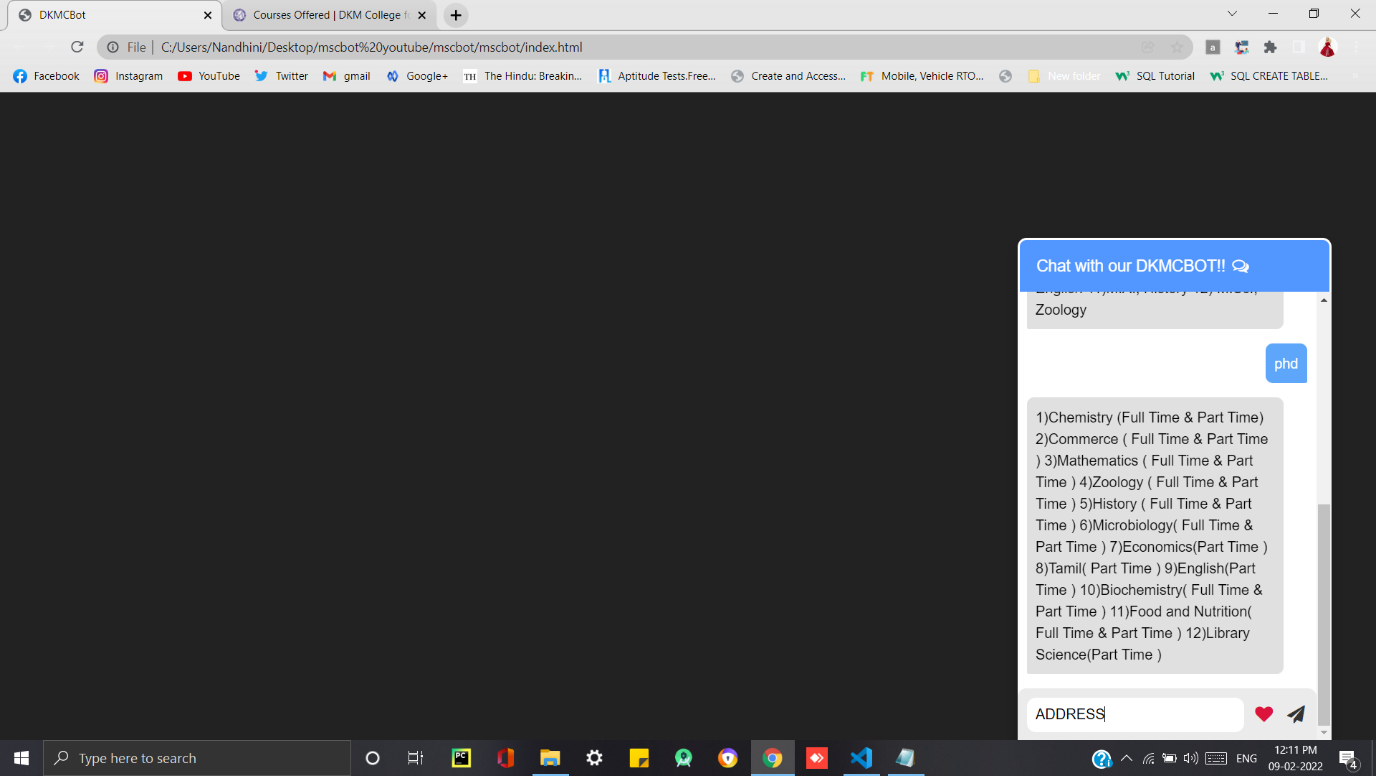 DKMCBot
Courses Offered | DKM College f
File | C:/Users/Nandhini/Desktop/mscbot%20youtube/mscbot/mscbot/index.html
Facebook Instagram YouTube Twitter gmail Google+ TH The Hindu: Breakin... Aptitude Tests.Free... Create and Access... FT Mobile, Vehicle RTO... New folder SQL Tutorial SQL CREATE TABLE...
Chat with our DKMCBOT!!
Zoology
phd
1)Chemistry (Full Time & Part Time)
2)Commerce ( Full Time & Part Time
) 3)Mathematics ( Full Time & Part
Time ) 4)Zoology ( Full Time & Part
Time ) 5)History ( Full Time & Part
Time ) 6)Microbiology( Full Time &
Part Time ) 7)Economics(Part Time )
8)Tamil( Part Time ) 9)English(Part
Time ) 10)Biochemistry( Full Time &
Part Time ) 11)Food and Nutrition(
Full Time & Part Time ) 12)Library
Science(Part Time )
ADDRESS
Type here to search
PC
ENG
12:11 PM
09-02-2022
4